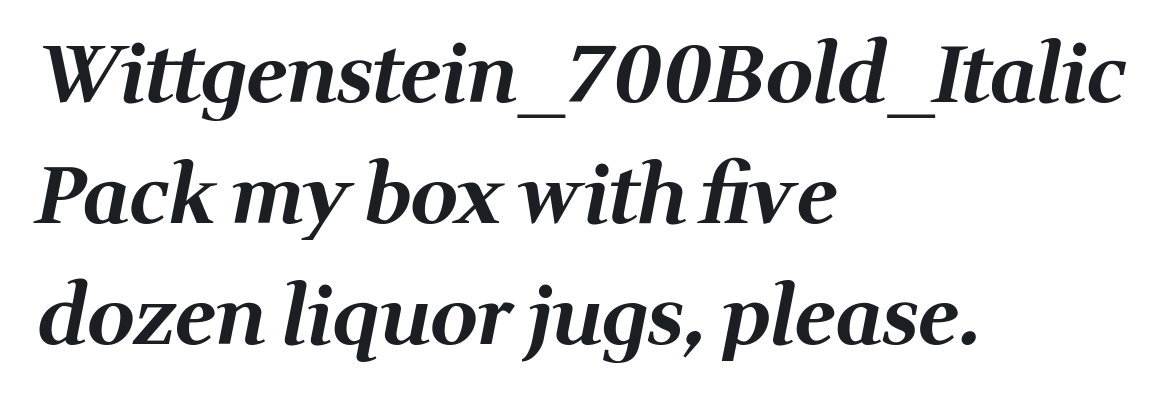 Wittgenstein_700Bold_Italic
Pack my box with five
dozen liquor jugs, please.